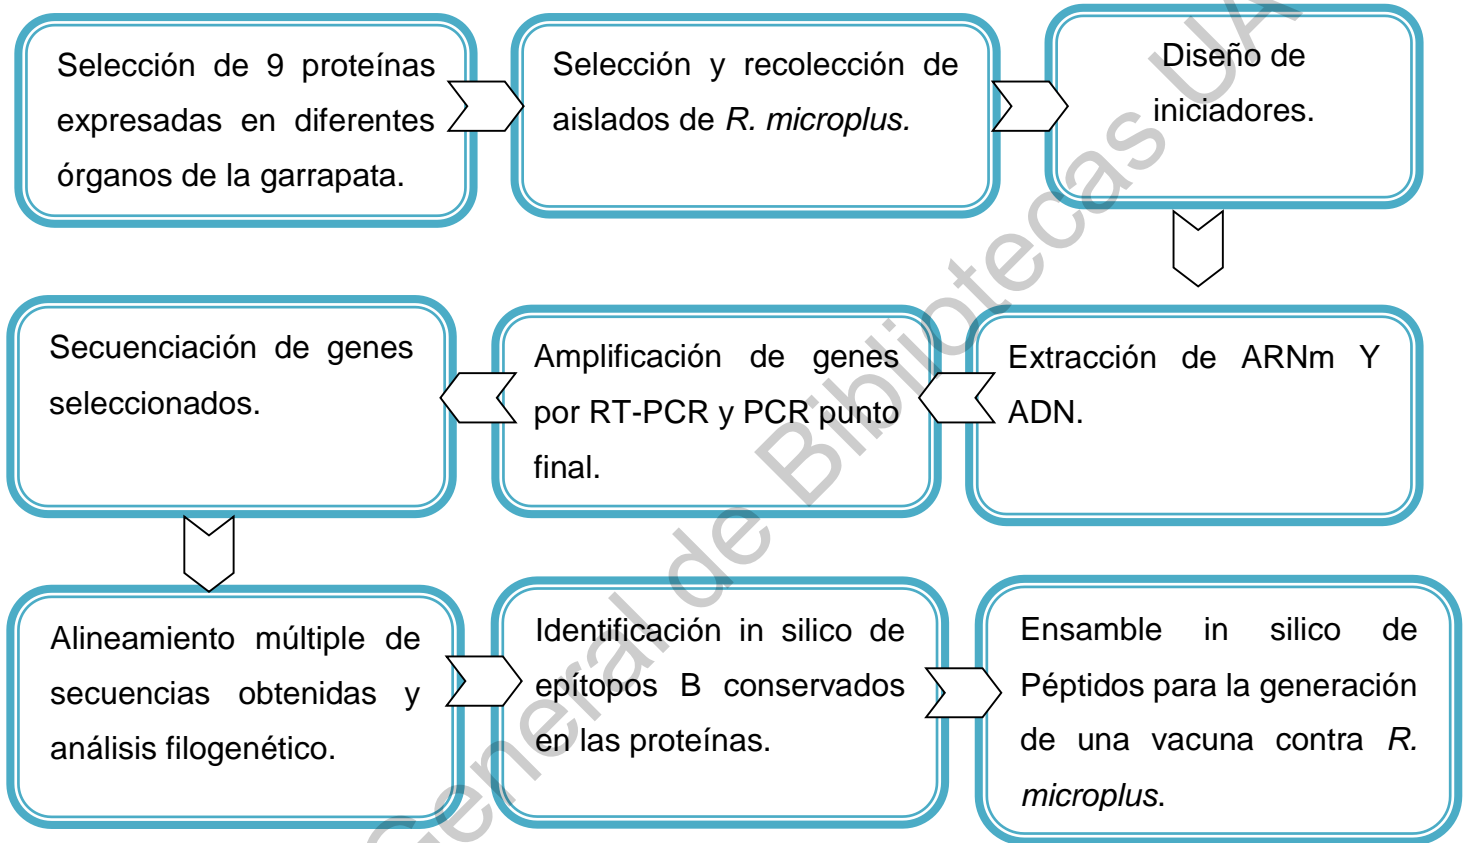 Selección de 9 proteínas
expresadas en diferentes
órganos de la garrapata.
Selección y recolección de
aislados de R. microplus.
Diseño de
iniciadores.
Extracción de ARNm Y
ADN.
Amplificación de genes
por RT-PCR y PCR punto
final.
Secuenciación de genes
seleccionados.
Alineamiento múltiple de
secuencias obtenidas y
análisis filogenético.
Identificación in silico de
epítopos B conservados
en las proteínas.
Ensamble in silico de
Péptidos para la generación
de una vacuna contra R.
microplus.
General de Bibliotecas UA